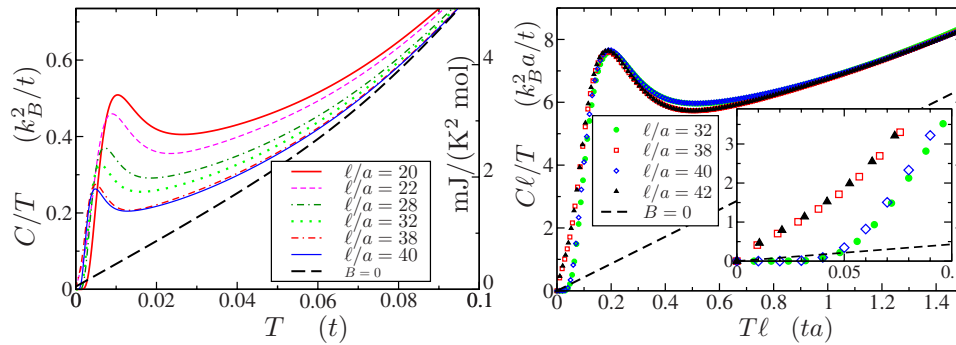 0.6
0.4
0.2
0
C/T (k_B^2/t)
0
0.02
0.04
0.06
0.08
0.1
T (t)
4
2
0
mJ/(K^2 mol)
ℓ/a = 20
ℓ/a = 22
ℓ/a = 28
ℓ/a = 32
ℓ/a = 38
ℓ/a = 40
B = 0
8
6
4
2
0
Cℓ/T (k_B^2 a/t)
0
0.2
0.4
0.6
0.8
1.0
1.2
1.4
Tℓ (ta)
ℓ/a = 32
ℓ/a = 38
ℓ/a = 40
ℓ/a = 42
B = 0
3
2
1
0
0
0.05
0.